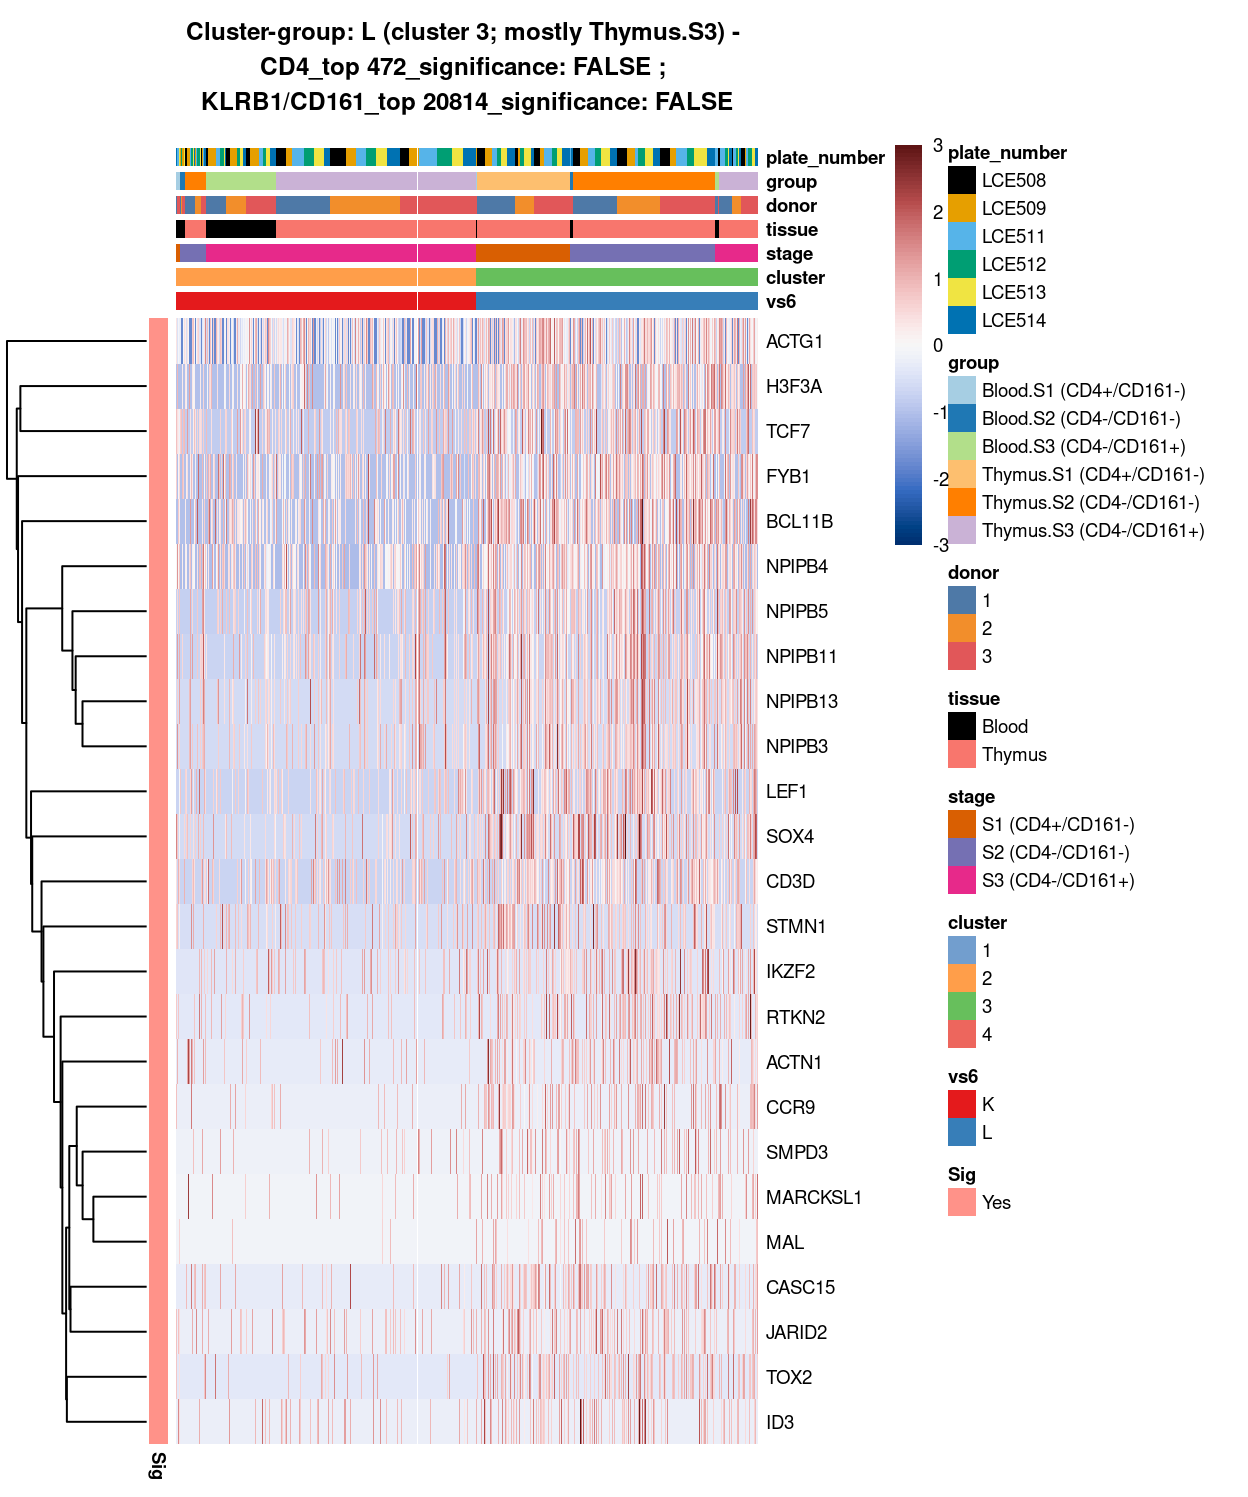 Cluster-group: L (cluster 3; mostly Thymus.S3) -
CD4_top 472_significance: FALSE ;
KLRB1/CD161_top 20814_significance: FALSE
plate_number
group
donor
tissue
stage
cluster
vs6
ACTG1
H3F3A
TCF7
FYB1
BCL11B
NPIPB4
NPIPB5
NPIPB11
NPIPB13
NPIPB3
LEF1
SOX4
CD3D
STMN1
IKZF2
RTKN2
ACTN1
CCR9
SMPD3
MARCKSL1
MAL
CASC15
JARID2
TOX2
ID3
Sig
3
2
1
0
-1
-2
-3
plate_number
LCE508
LCE509
LCE511
LCE512
LCE513
LCE514
group
Blood.S1 (CD4+/CD161-)
Blood.S2 (CD4-/CD161-)
Blood.S3 (CD4-/CD161+)
Thymus.S1 (CD4+/CD161-)
Thymus.S2 (CD4-/CD161-)
Thymus.S3 (CD4-/CD161+)
donor
1
2
3
tissue
Blood
Thymus
stage
S1 (CD4+/CD161-)
S2 (CD4-/CD161-)
S3 (CD4-/CD161+)
cluster
1
2
3
4
vs6
K
L
Sig
Yes